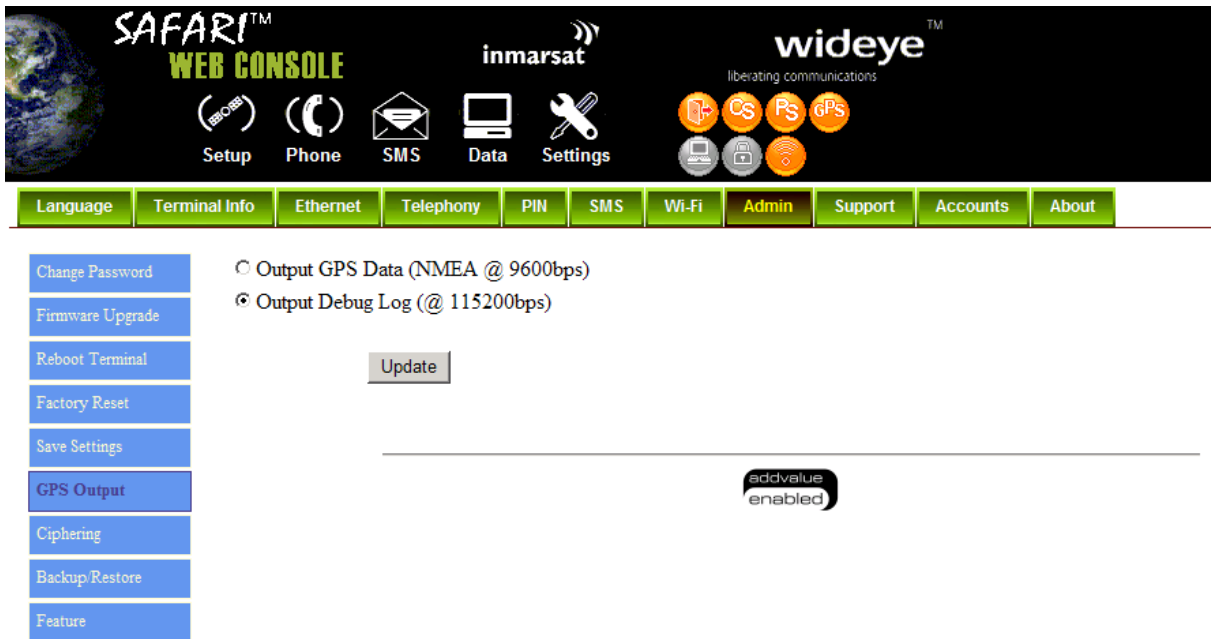 SAFARI™
WEB CONSOLE
inmarsat
wideye™
liberating communications
CS PS GPS
Setup Phone SMS Data Settings
Language Terminal Info Ethernet Telephony PIN SMS Wi-Fi Admin Support Accounts About
Change Password
Output GPS Data (NMEA @ 9600bps)
Output Debug Log (@ 115200bps)
Firmware Upgrade
Reboot Terminal
Update
Factory Reset
Save Settings
GPS Output
addvalue
enabled
Ciphering
Backup/Restore
Feature